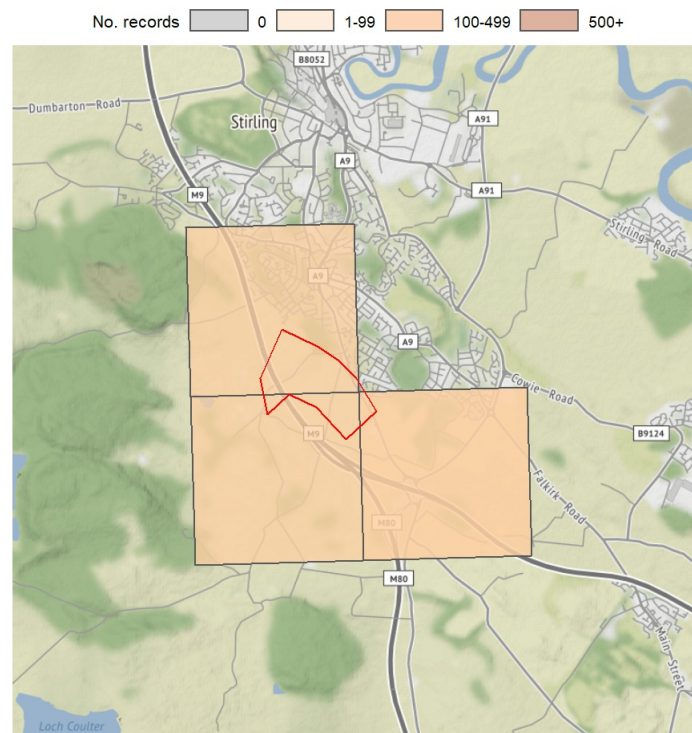 No. records 0 1-99 100-499 500+
B8052
Dumbarton Road
Stirling
A91
A9
M9
A91
Stirling Road
A9
A9
Cowie Road
M9
B9124
Falkirk Road
M80
M80
Main Street
Loch Coulter